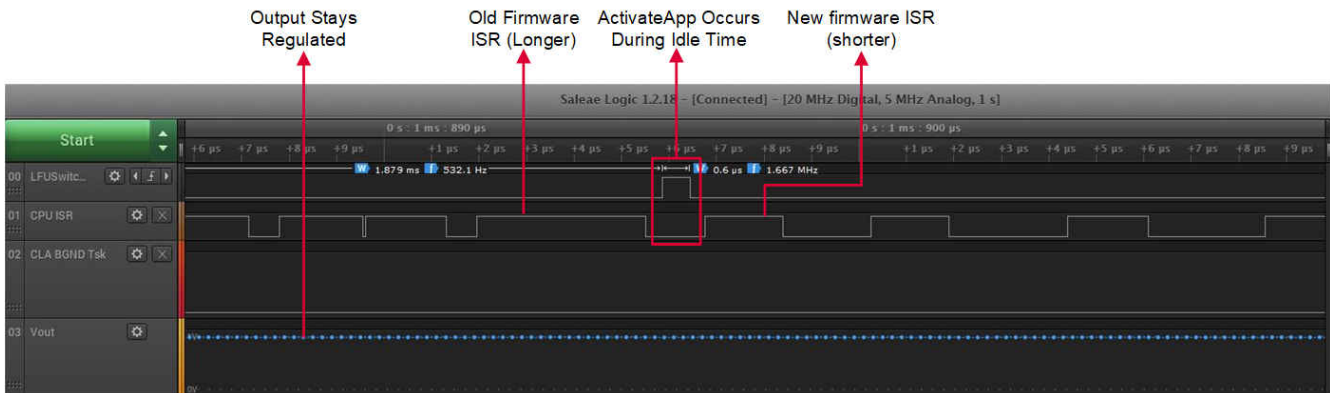 Output Stays
Regulated
Old Firmware
ISR (Longer)
ActivateApp Occurs
During Idle Time
New firmware ISR
(shorter)
Saleae Logic 1.2.18 - [Connected] - [20 MHz Digital, 5 MHz Analog, 1 s]
Start
0 s : 1 ms : 890 µs
0 s : 1 ms : 900 µs
+6 µs +7 µs +8 µs +9 µs +1 µs +2 µs +3 µs +4 µs +5 µs +6 µs +7 µs +8 µs +9 µs +1 µs +2 µs +3 µs +4 µs +5 µs +6 µs +7 µs +8 µs +9 µs
00 LFUSwitc...
W 1.879 ms f 532.1 Hz
W 0.6 µs f 1.667 MHz
01 CPU ISR
02 CLA BGND Tsk
03 Vout
0V